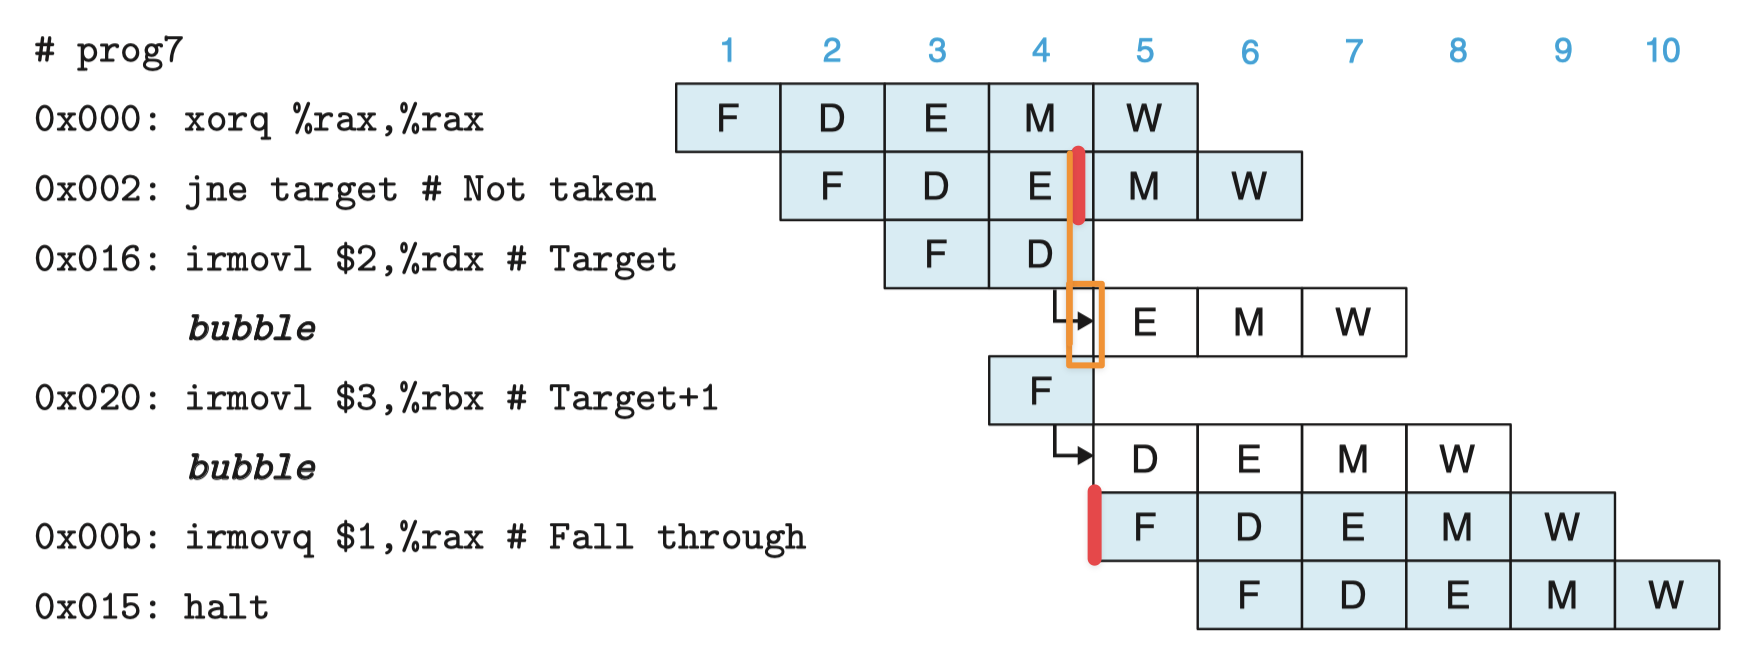 # prog7 1 2 3 4 5 6 7 8 9 10
0x000: xorq %rax,%rax F D E M W
0x002: jne target # Not taken F D E M W
0x016: irmovl $2,%rdx # Target F D
bubble E M W
0x020: irmovl $3,%rbx # Target+1 F
bubble D E M W
0x00b: irmovq $1,%rax # Fall through F D E M W
0x015: halt F D E M W